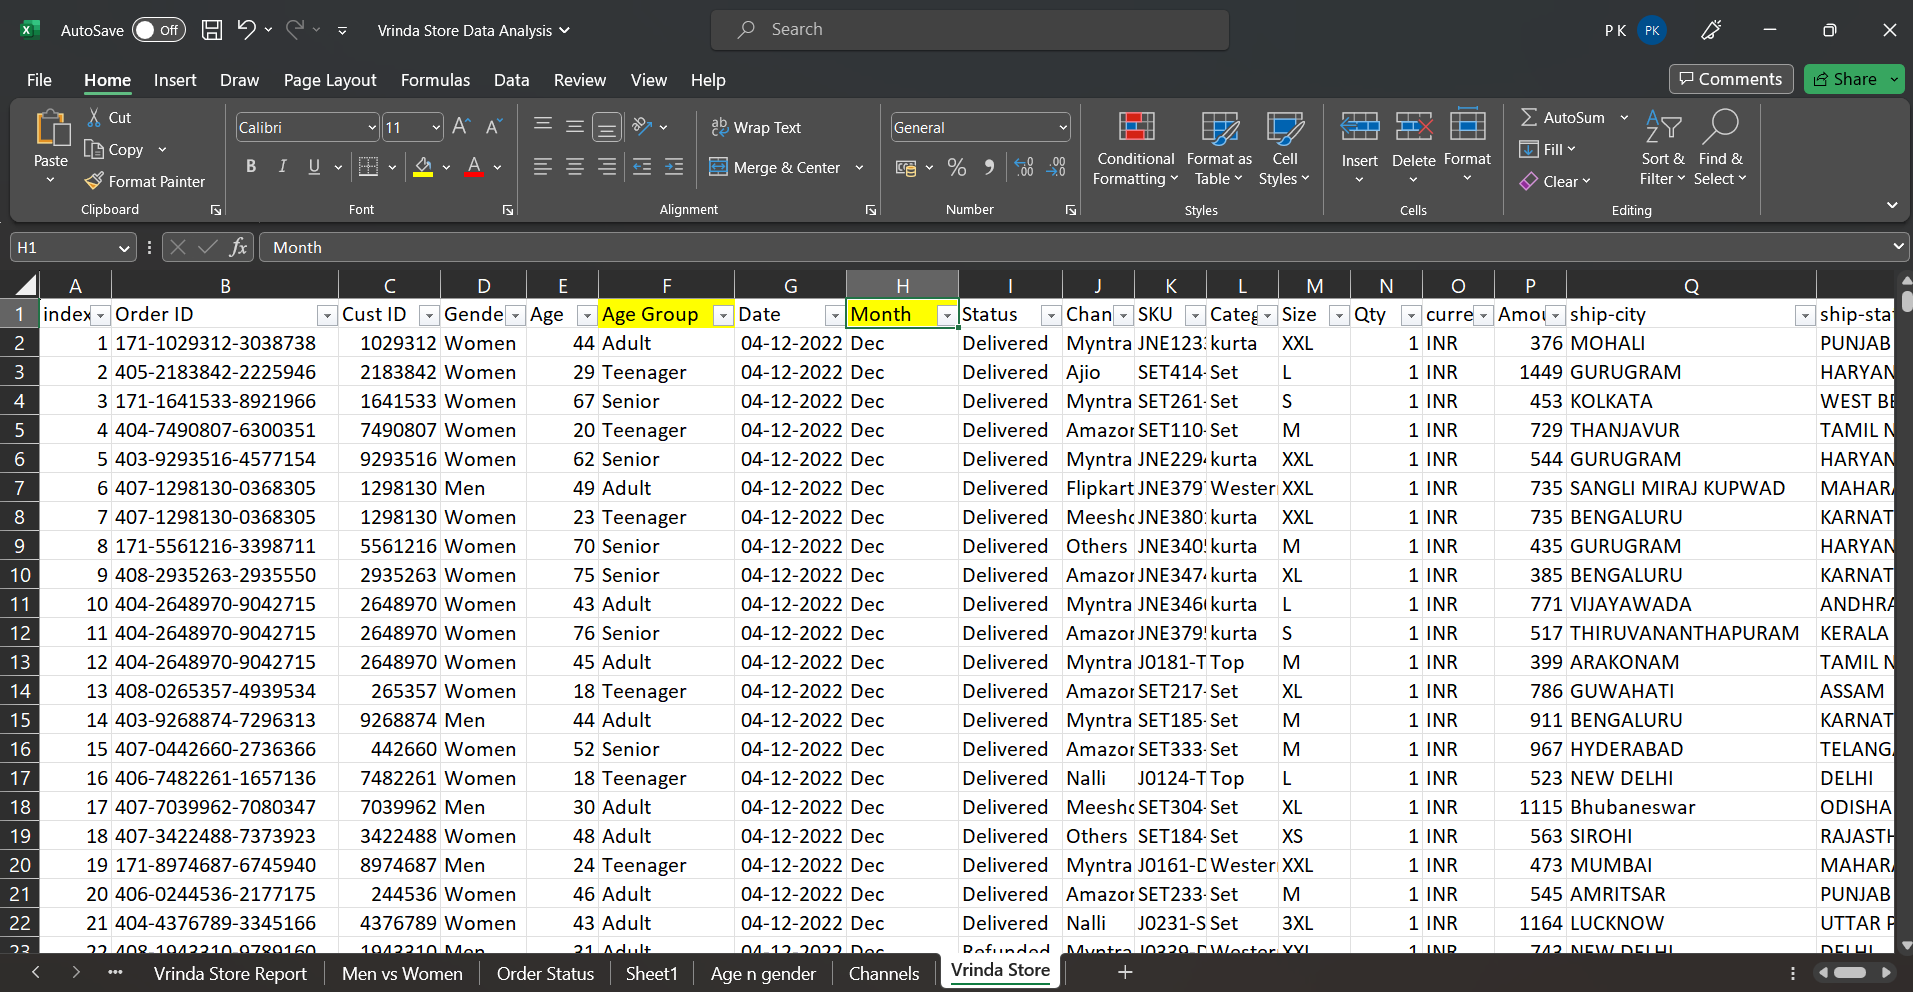 AutoSave Off Vrinda Store Data Analysis Search P K PK
File Home Insert Draw Page Layout Formulas Data Review View Help Comments Share
Paste Cut Copy Format Painter Clipboard
Calibri 11 B I U A Font
Wrap Text Merge & Center Alignment
General % Number
Conditional Formatting Format as Table Cell Styles Styles
Insert Delete Format Cells
AutoSum Fill Clear Sort & Filter Find & Select Editing
H1 fx Month
A B C D E F G H I J K L M N O P Q
1 index Order ID Cust ID Gende Age Age Group Date Month Status Chan SKU Categ Size Qty curre Amou ship-city ship-sta
2 1 171-1029312-3038738 1029312 Women 44 Adult 04-12-2022 Dec Delivered Myntra JNE123 kurta XXL 1 INR 376 MOHALI PUNJAB
3 2 405-2183842-2225946 2183842 Women 29 Teenager 04-12-2022 Dec Delivered Ajio SET414- Set L 1 INR 1449 GURUGRAM HARYAN
4 3 171-1641533-8921966 1641533 Women 67 Senior 04-12-2022 Dec Delivered Myntra SET261- Set S 1 INR 453 KOLKATA WEST BE
5 4 404-7490807-6300351 7490807 Women 20 Teenager 04-12-2022 Dec Delivered Amazor SET110- Set M 1 INR 729 THANJAVUR TAMIL N
6 5 403-9293516-4577154 9293516 Women 62 Senior 04-12-2022 Dec Delivered Myntra JNE229 kurta XXL 1 INR 544 GURUGRAM HARYAN
7 6 407-1298130-0368305 1298130 Men 49 Adult 04-12-2022 Dec Delivered Flipkart JNE379 Wester XXL 1 INR 735 SANGLI MIRAJ KUPWAD MAHAR
8 7 407-1298130-0368305 1298130 Women 23 Teenager 04-12-2022 Dec Delivered Meesho JNE380 kurta XXL 1 INR 735 BENGALURU KARNAT
9 8 171-5561216-3398711 5561216 Women 70 Senior 04-12-2022 Dec Delivered Others JNE340 kurta M 1 INR 435 GURUGRAM HARYAN
10 9 408-2935263-2935550 2935263 Women 75 Senior 04-12-2022 Dec Delivered Amazor JNE347 kurta XL 1 INR 385 BENGALURU KARNAT
11 10 404-2648970-9042715 2648970 Women 43 Adult 04-12-2022 Dec Delivered Myntra JNE346 kurta L 1 INR 771 VIJAYAWADA ANDHRA
12 11 404-2648970-9042715 2648970 Women 76 Senior 04-12-2022 Dec Delivered Amazor JNE379 kurta S 1 INR 517 THIRUVANANTHAPURAM KERALA
13 12 404-2648970-9042715 2648970 Women 45 Adult 04-12-2022 Dec Delivered Myntra J0181-T Top M 1 INR 399 ARAKONAM TAMIL N
14 13 408-0265357-4939534 265357 Women 18 Teenager 04-12-2022 Dec Delivered Amazor SET217- Set XL 1 INR 786 GUWAHATI ASSAM
15 14 403-9268874-7296313 9268874 Men 44 Adult 04-12-2022 Dec Delivered Myntra SET185- Set M 1 INR 911 BENGALURU KARNAT
16 15 407-0442660-2736366 442660 Women 52 Senior 04-12-2022 Dec Delivered Amazor SET333- Set M 1 INR 967 HYDERABAD TELANG
17 16 406-7482261-1657136 7482261 Women 18 Teenager 04-12-2022 Dec Delivered Nalli J0124-T Top L 1 INR 523 NEW DELHI DELHI
18 17 407-7039962-7080347 7039962 Men 30 Adult 04-12-2022 Dec Delivered Meesho SET304- Set XL 1 INR 1115 Bhubaneswar ODISHA
19 18 407-3422488-7373923 3422488 Women 48 Adult 04-12-2022 Dec Delivered Others SET184- Set XS 1 INR 563 SIROHI RAJASTH
20 19 171-8974687-6745940 8974687 Men 24 Teenager 04-12-2022 Dec Delivered Myntra J0161-D Wester XXL 1 INR 473 MUMBAI MAHAR
21 20 406-0244536-2177175 244536 Women 46 Adult 04-12-2022 Dec Delivered Amazor SET233- Set M 1 INR 545 AMRITSAR PUNJAB
22 21 404-4376789-3345166 4376789 Women 43 Adult 04-12-2022 Dec Delivered Nalli J0231-S Set 3XL 1 INR 1164 LUCKNOW UTTAR P
23 22 408-1943310-9789160 1943310 Men 31 Adult 04-12-2022 Dec Refunded Myntra J0339-D Wester XXL 1 INR 743 NEW DELHI DELHI
Vrinda Store Report Men vs Women Order Status Sheet1 Age n gender Channels Vrinda Store